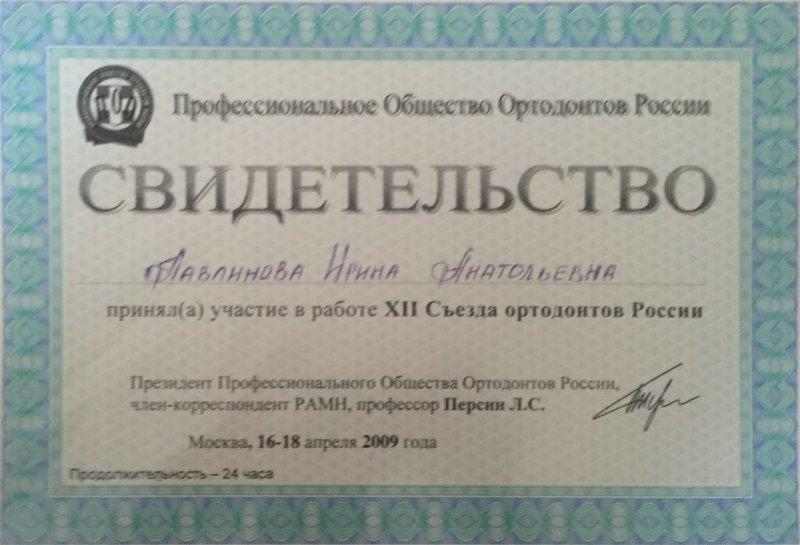 Профессиональное Общество Ортодонтов России
СВИДЕТЕЛЬСТВО
Павлинова Ирина Анатольевна
принял(а) участие в работе XII Съезда ортодонтов России
Президент Профессионального Общества Ортодонтов России,
член-корреспондент РАМН, профессор Персин Л.С.
Москва, 16-18 апреля 2009 года
Продолжительность – 24 часа